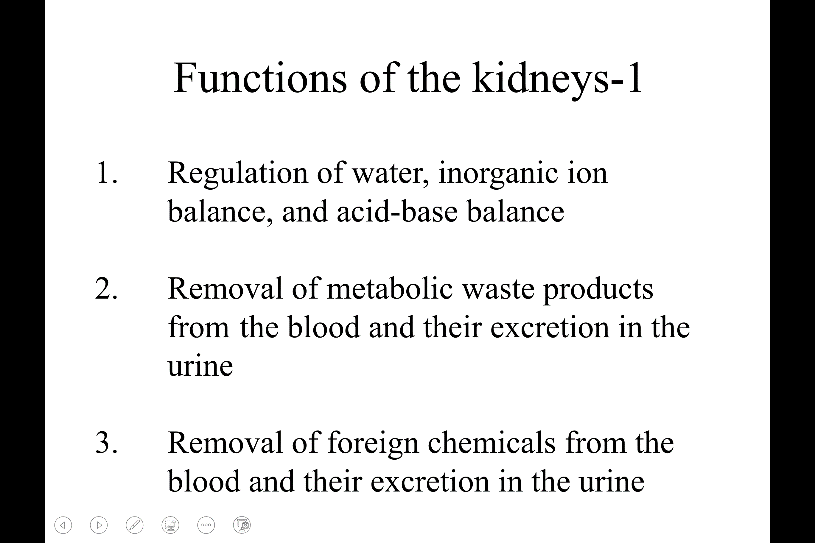 Functions of the kidneys-1
1. Regulation of water, inorganic ion
balance, and acid-base balance
2. Removal of metabolic waste products
from the blood and their excretion in the
urine
3. Removal of foreign chemicals from the
blood and their excretion in the urine